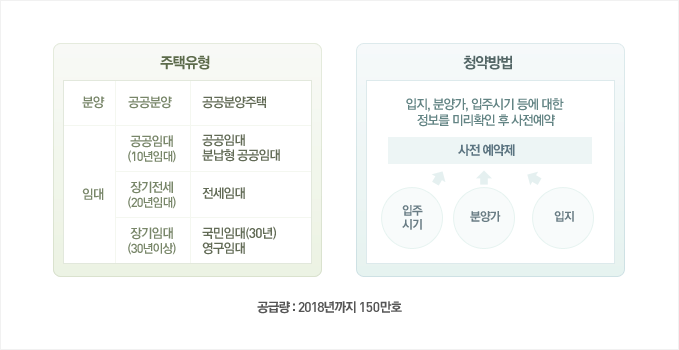 주택유형
분양
공공분양
공공분양주택
임대
공공임대
(10년임대)
공공임대
분납형 공공임대
장기전세
(20년임대)
전세임대
장기임대
(30년이상)
국민임대(30년)
영구임대
청약방법
입지, 분양가, 입주시기 등에 대한
정보를 미리확인 후 사전예약
사전 예약제
입주
시기
분양가
입지
공급량 : 2018년까지 150만호